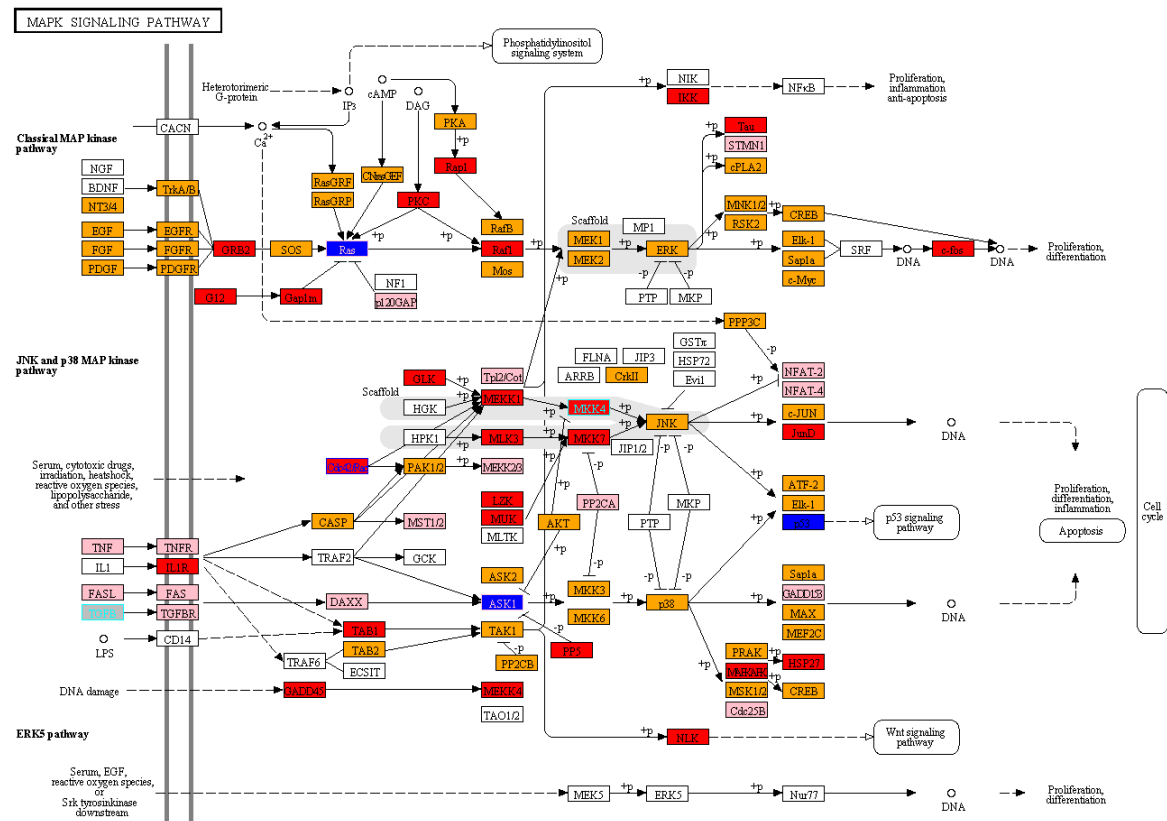 MAPK SIGNALING PATHWAY
Phosphatidylinositol
signaling system
Heterotorimeric
G-protein
IP3
cAMP
DAG
NIK
IKK
+p
NFκB
Proliferation,
inflammation
anti-apoptosis
Classical MAP kinase
pathway
CACN
Ca2+
PKA
+p
Tau
+p
STMN1
cPLA2
NGF
BDNF
NT3/4
TrkA/B
RasGRF
RasGRP
CNrasGEF
PKC
Rap1
RafB
EGF
EGFR
FGF
FGFR
PDGF
PDGFR
GRB2
SOS
Ras
+p
+p
Raf1
Mos
+p
Scaffold
MEK1
MEK2
+p
MP1
ERK
+p
MNK1/2
RSK2
+p
CREB
+p
Elk-1
Sap1a
c-Myc
SRF
DNA
c-fos
DNA
Proliferation,
differentiation
G12
Gap1m
NF1
p120GAP
+p
-p
-p
PTP
MKP
PPP3C
-p
JNK and p38 MAP kinase
pathway
GLK
+p
Tpl2/Cot
MEKK1
Scaffold
HGK
+p
HPK1
+p
MLK3
+p
+p
MKK4
+p
MKK7
+p
FLNA
JIP3
ARRB
CrkII
GSTπ
HSP72
Evi1
JNK
JIP1/2
+p
NFAT-2
NFAT-4
+p
c-JUN
JunD
DNA
Cdc42/Rac
PAK1/2
+p
MEKK2/3
Serum, cytotoxic drugs,
irradiation, heatshock,
reactive oxygen species,
lipopolysaccharide,
and other stress
LZK
MUK
MLTK
+p
-p
PP2CA
-p
-p
PTP
MKP
-p
-p
+p
ATF-2
Elk-1
p53
p53 signaling
pathway
Proliferation,
differentiation,
inflammation
Apoptosis
Cell
cycle
CASP
MST1/2
AKT
+p
TNF
TNFR
IL1
IL1R
TRAF2
GCK
FASL
FAS
TGFB
TGFBR
DAXX
ASK2
ASK1
+p
MKK3
MKK6
+p
p38
+p
+p
Sap1a
GADD153
MAX
MEF2C
DNA
LPS
CD14
TAB1
TAB2
TAK1
-p
-p
PP2CB
PP5
TRAF6
ECSIT
PRAK
+p
HSP27
+p
MSK1/2
CREB
Cdc25B
+p
DNA damage
GADD45
MEKK4
TAO1/2
ERK5 pathway
+p
NLK
Wnt signaling
pathway
Serum, EGF,
reactive oxygen species,
or
Srk tyrosinkinase
downstream
MEK5
+p
ERK5
+p
Nur77
DNA
Proliferation,
differentiation